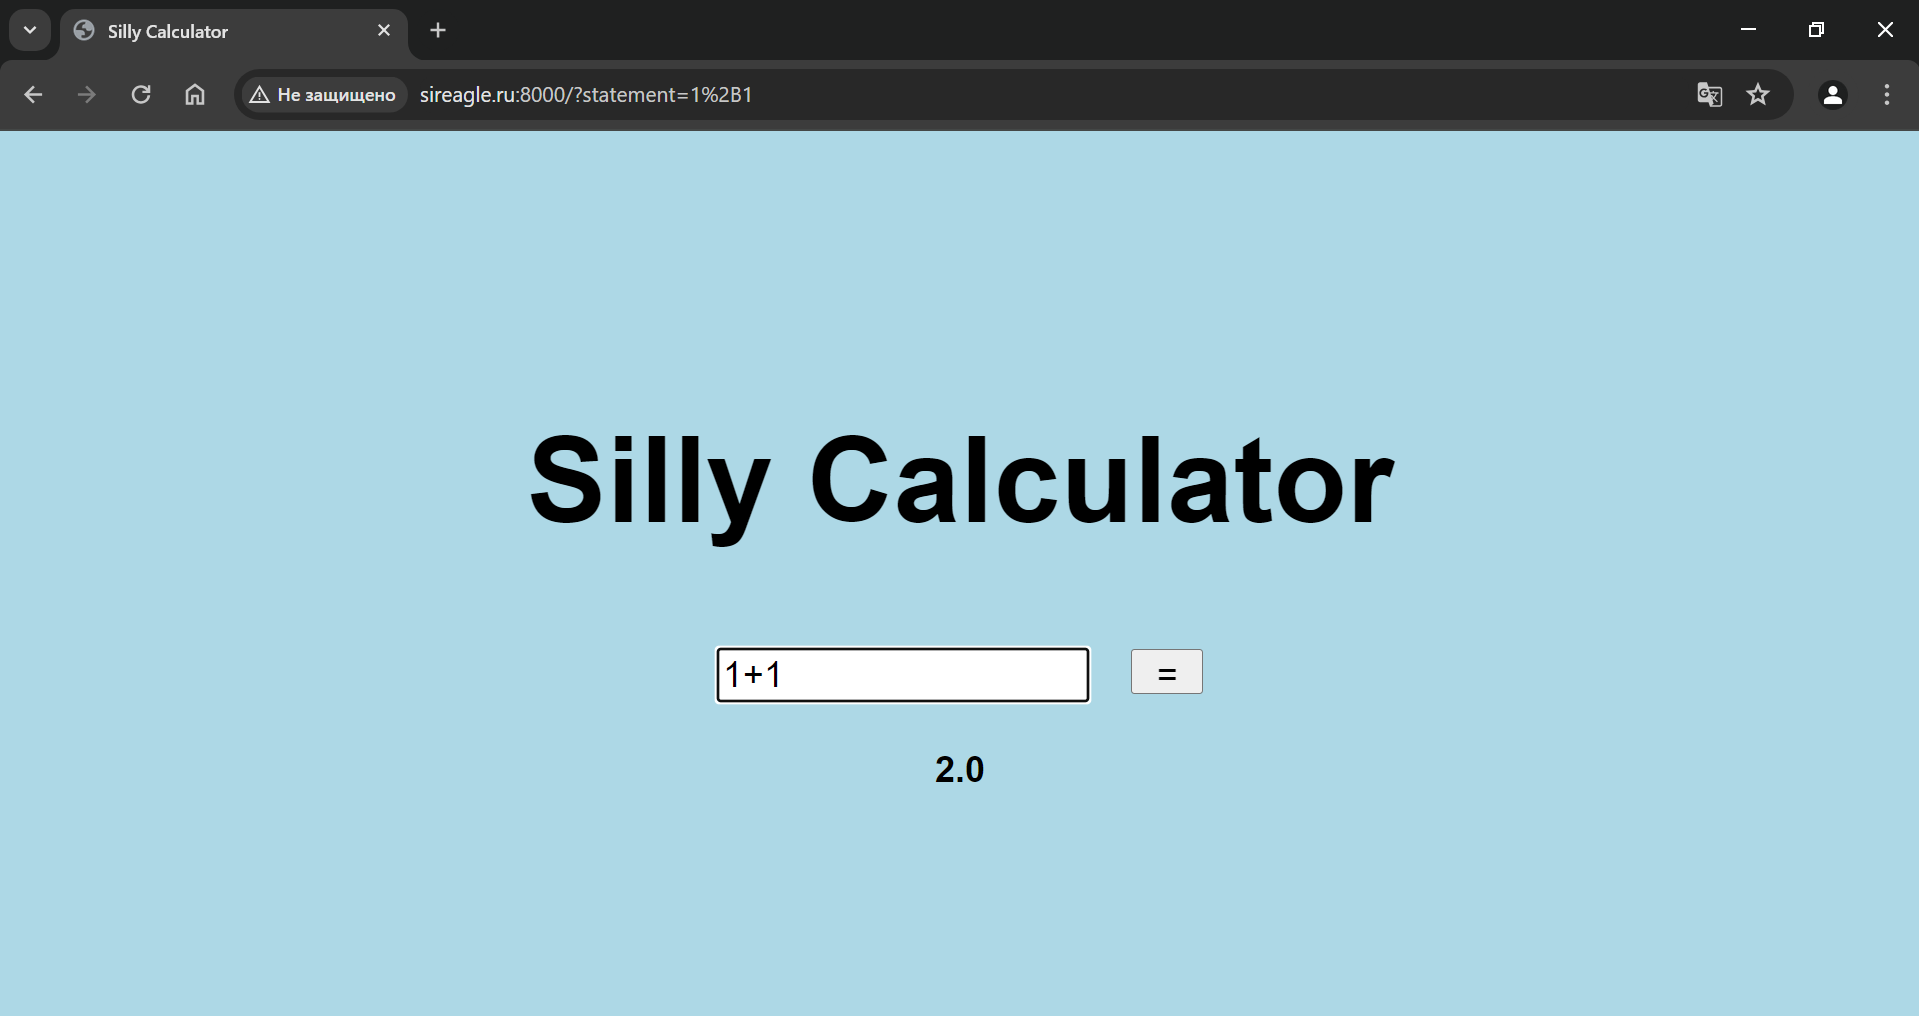 Silly Calculator
Не защищено sireagle.ru:8000/?statement=1%2B1
Silly Calculator
1+1 =
2.0